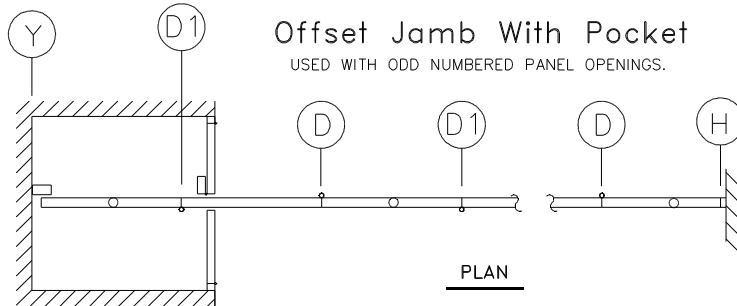 Y
D1
Offset Jamb With Pocket
USED WITH ODD NUMBERED PANEL OPENINGS.
D
D1
D
H
PLAN